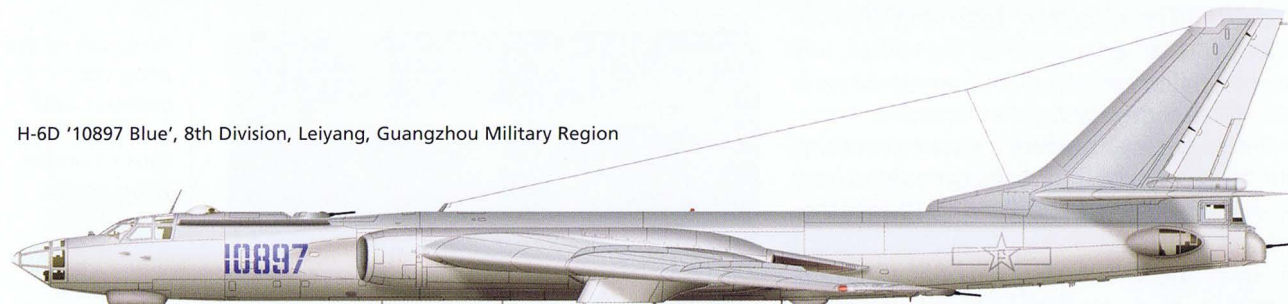 H-6D '10897 Blue', 8th Division, Leiyang, Guangzhou Military Region
10897